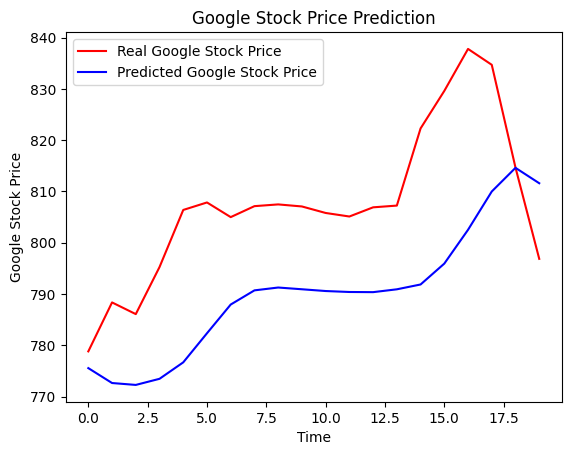 Google Stock Price Prediction
Real Google Stock Price
Predicted Google Stock Price
840
830
820
810
800
790
780
770
Google Stock Price
0.0 2.5 5.0 7.5 10.0 12.5 15.0 17.5
Time